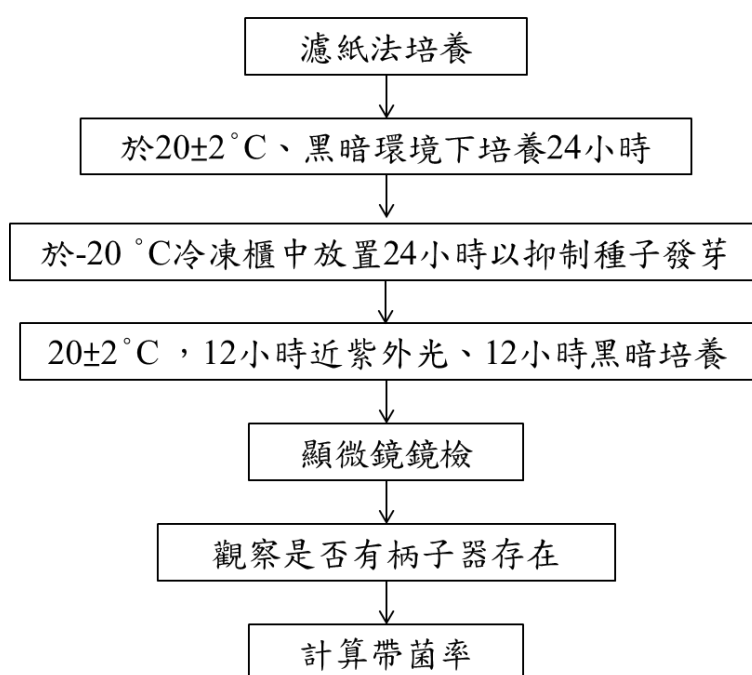 濾紙法培養
於20±2˚C、黑暗環境下培養24小時
於-20 ˚C冷凍櫃中放置24小時以抑制種子發芽
20±2˚C ，12小時近紫外光、12小時黑暗培養
顯微鏡鏡檢
觀察是否有柄子器存在
計算帶菌率